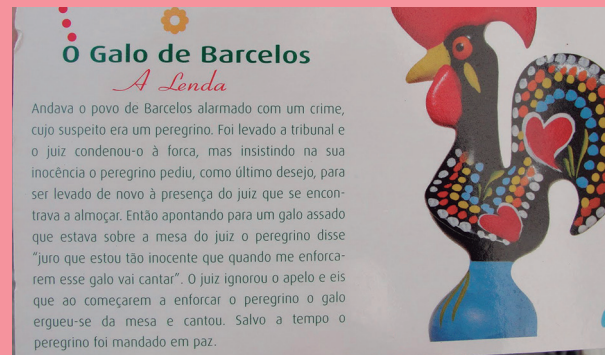 O Galo de Barcelos
A Lenda
Andava o povo de Barcelos alarmado com um crime,
cujo suspeito era um peregrino. Foi levado a tribunal e
o juiz condenou-o à forca, mas insistindo na sua
inocência o peregrino pediu, como último desejo, para
ser levado de novo à presença do juiz que se encon-
trava a almoçar. Então apontando para um galo assado
que estava sobre a mesa do juiz o peregrino disse
“juro que estou tão inocente que quando me enforca-
rem esse galo vai cantar”. O juiz ignorou o apelo e eis
que ao começarem a enforcar o peregrino o galo
ergueu-se da mesa e cantou. Salvo a tempo o
peregrino foi mandado em paz.